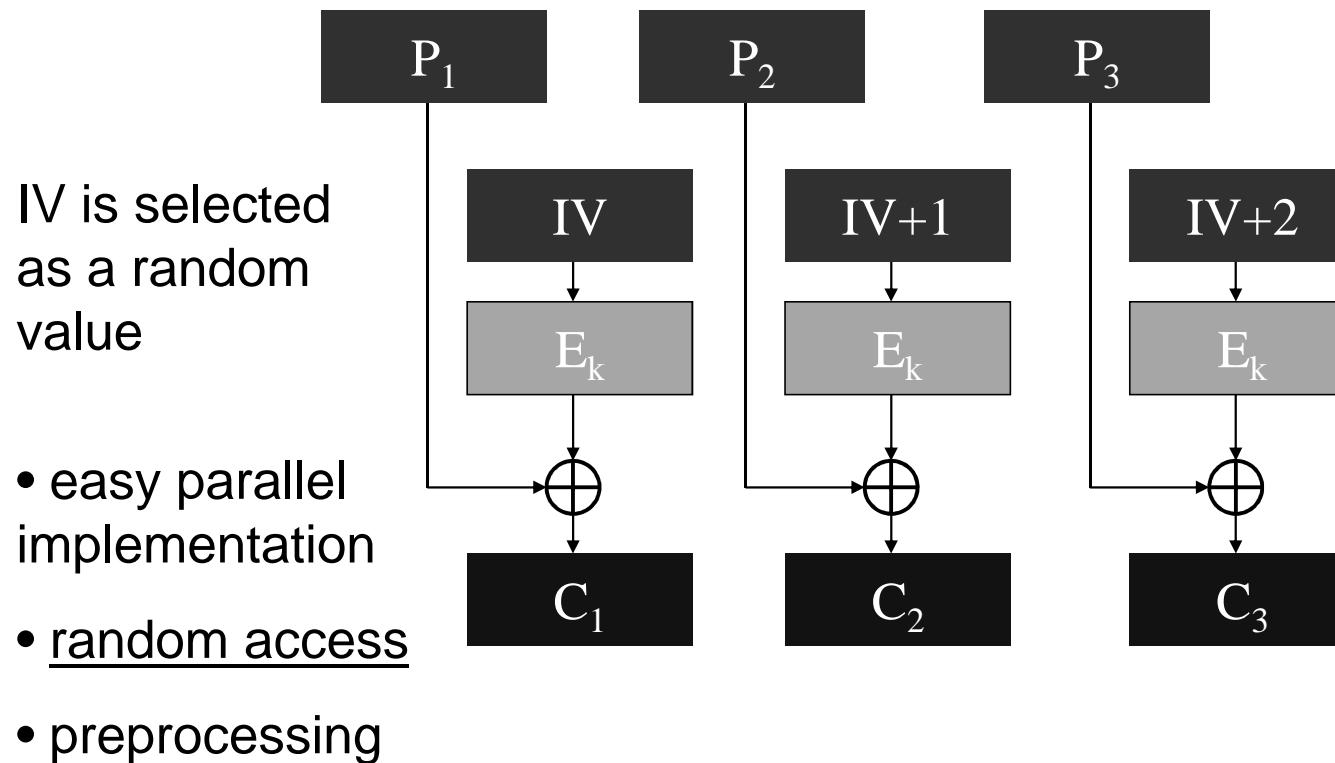 P₁ P₂ P₃
IV is selected
as a random
value
IV IV+1 IV+2
Eₖ Eₖ Eₖ
• easy parallel
implementation
C₁ C₂ C₃
• random access
• preprocessing